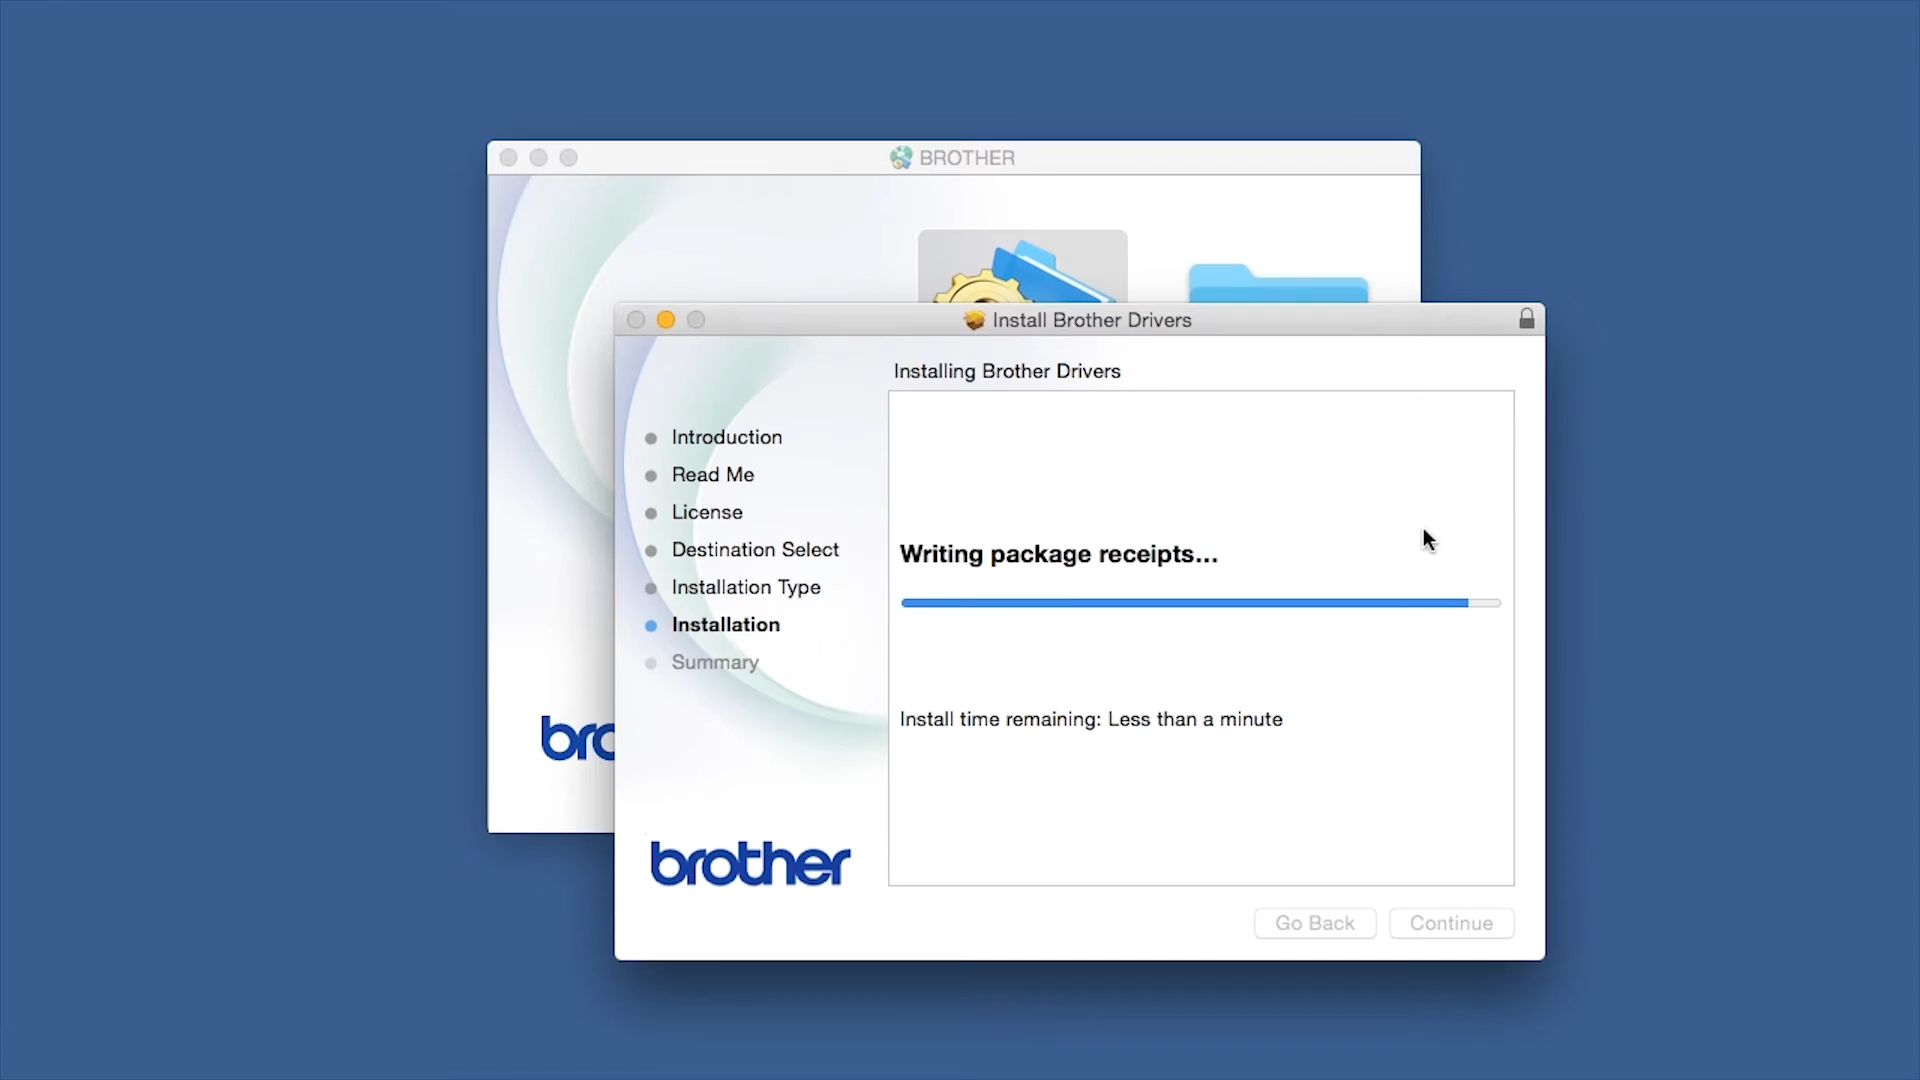 BROTHER
Install Brother Drivers
Installing Brother Drivers
Introduction
Read Me
License
Destination Select
Installation Type
Installation
Summary
Writing package receipts...
Install time remaining: Less than a minute
bro
brother
Go Back
Continue